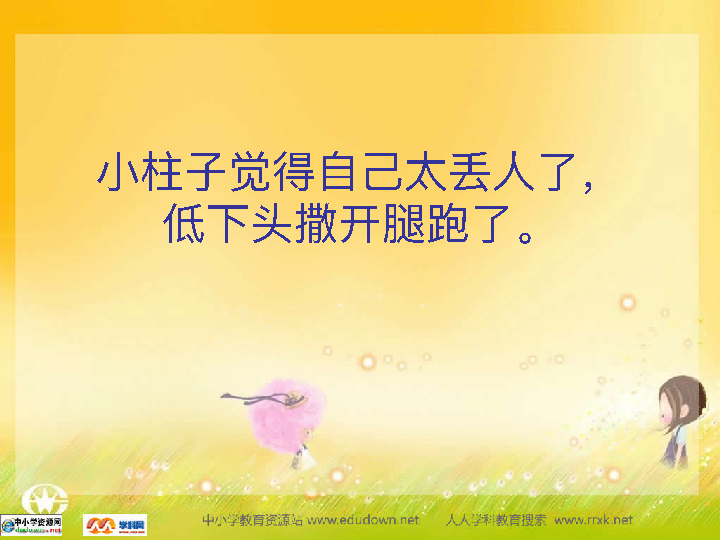 小柱子觉得自己太丢人了，
低下头撒开腿跑了。
中小学资源网
学科网
中小学教育资源站 www.edudown.net 人人学科教育搜索 www.rrxk.net